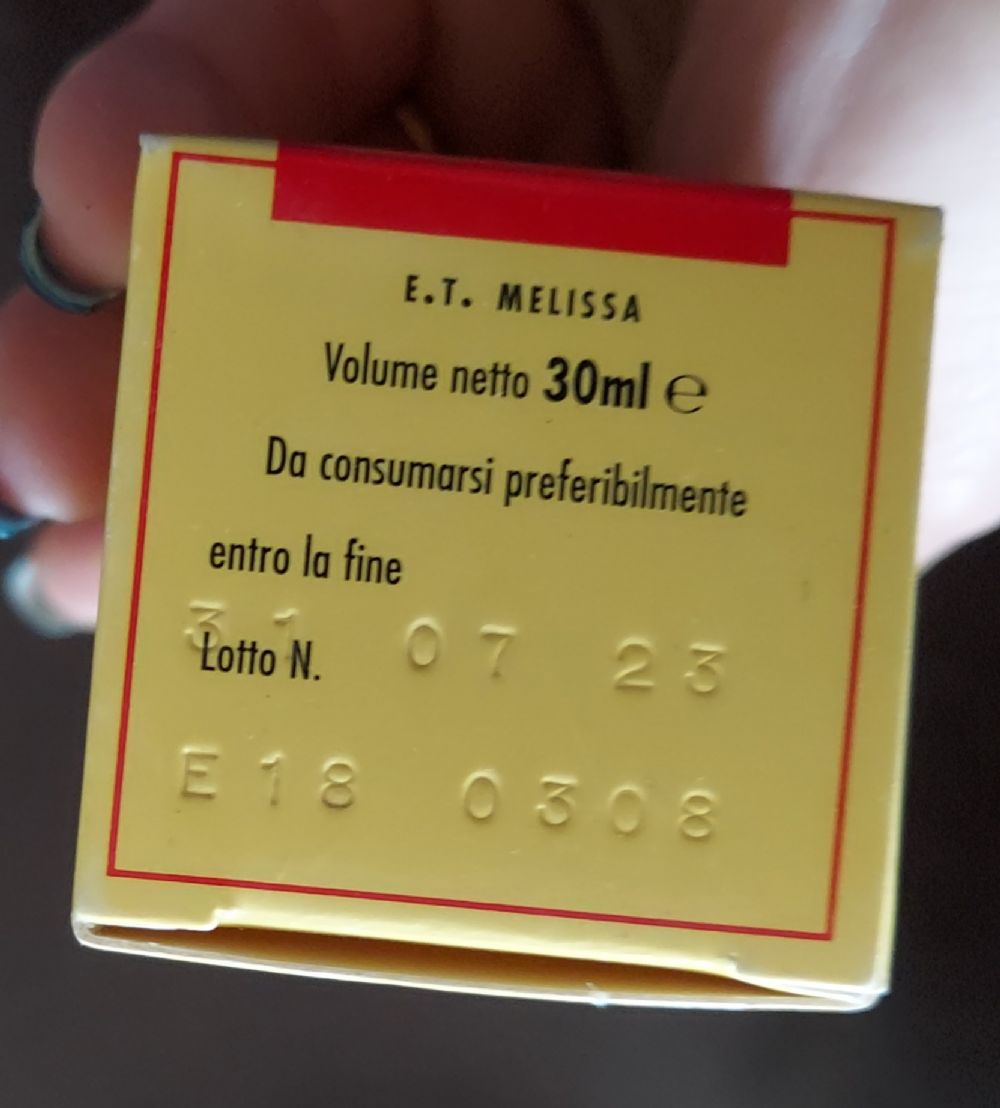 E.T. MELISSA
Volume netto 30ml ℮
Da consumarsi preferibilmente
entro la fine
31 07 23
Lotto N.
E18 0308